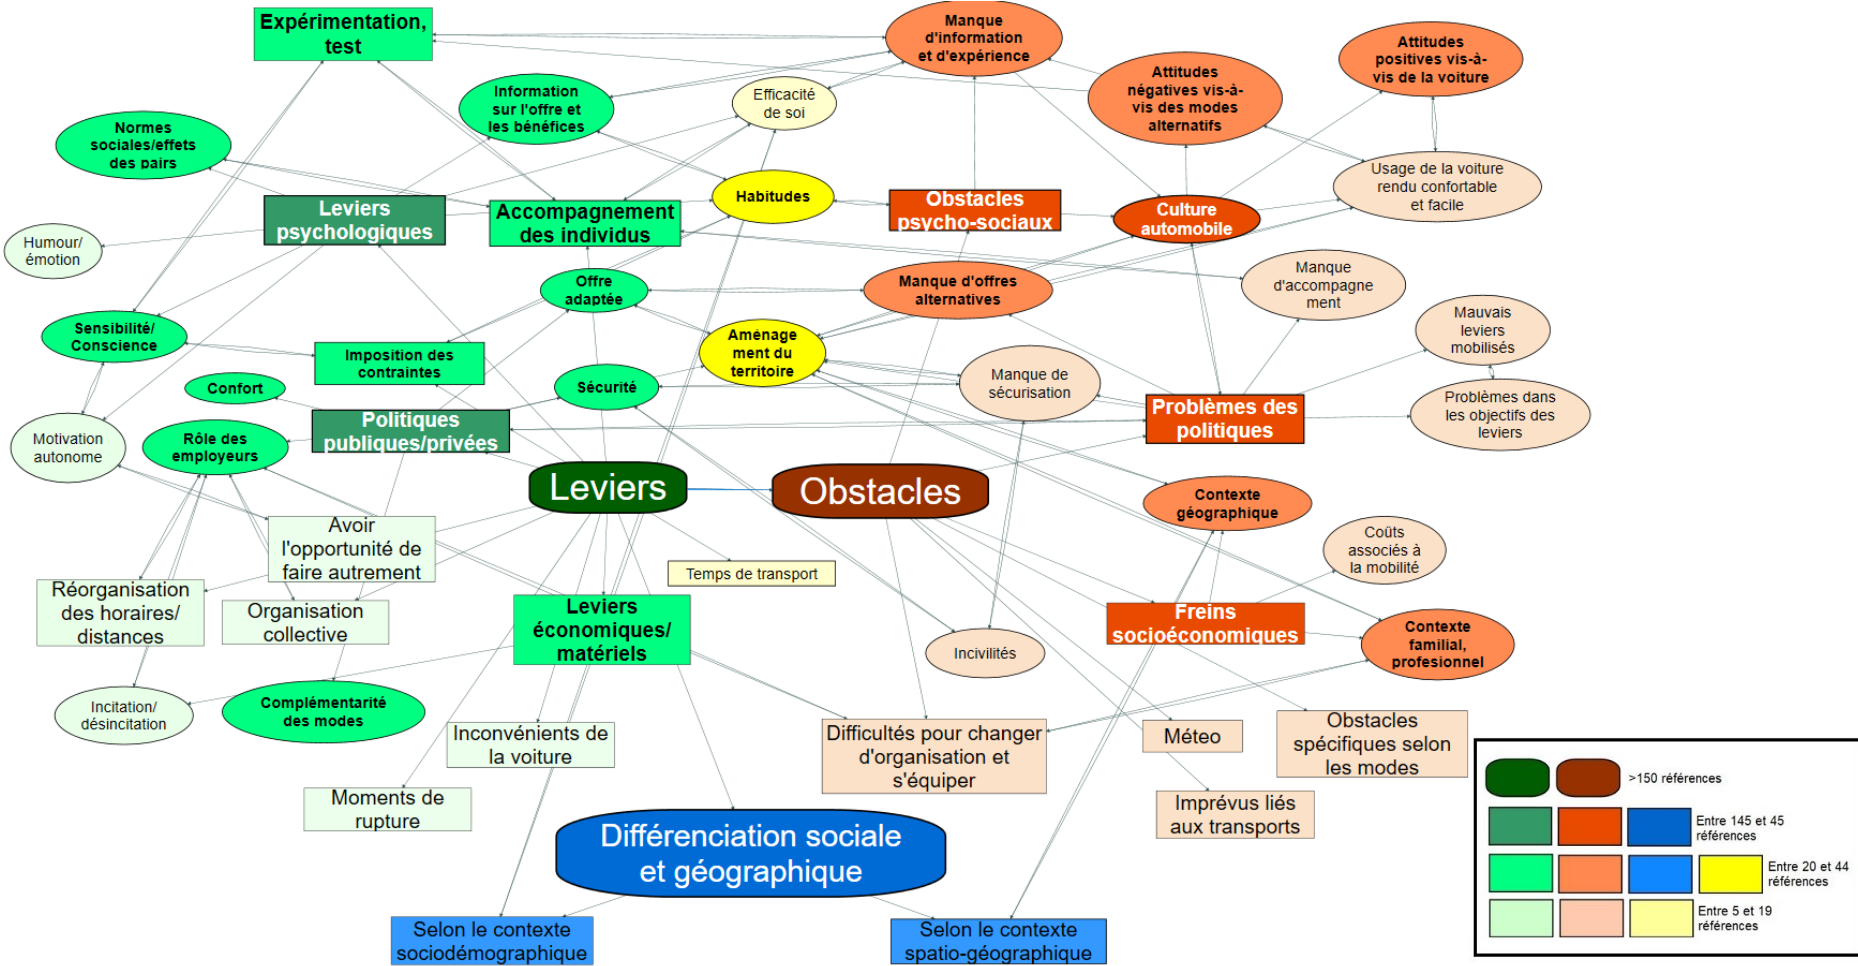 Expérimentation,
test
Manque
d'information
et d'expérience
Attitudes
positives vis-à-
vis de la voiture
Attitudes
négatives vis-à-
vis des modes
alternatifs
Information
sur l'offre et
les bénéfices
Efficacité
de soi
Normes
sociales/effets
des pairs
Usage de la voiture
rendu confortable
et facile
Habitudes
Leviers
psychologiques
Accompagnement
des individus
Obstacles
psycho-sociaux
Culture
automobile
Humour/
émotion
Offre
adaptée
Manque d'offres
alternatives
Manque
d'accompagne
ment
Sensibilité/
Conscience
Imposition des
contraintes
Aménage
ment du
territoire
Mauvais
leviers
mobilisés
Confort
Sécurité
Manque de
sécurisation
Problèmes des
politiques
Problèmes dans
les objectifs des
leviers
Politiques
publiques/privées
Motivation
autonome
Rôle des
employeurs
Leviers
Obstacles
Contexte
géographique
Avoir
l'opportunité de
faire autrement
Coûts
associés à
la mobilité
Temps de transport
Réorganisation
des horaires/
distances
Organisation
collective
Leviers
économiques/
matériels
Freins
socioéconomiques
Contexte
familial,
profesionnel
Incivilités
Incitation/
désincitation
Complémentarité
des modes
Inconvénients de
la voiture
Difficultés pour changer
d'organisation et
s'équiper
Méteo
Obstacles
spécifiques selon
les modes
Moments de
rupture
Imprévus liés
aux transports
Différenciation sociale
et géographique
Selon le contexte
sociodémographique
Selon le contexte
spatio-géographique
>150 références
Entre 145 et 45
références
Entre 20 et 44
références
Entre 5 et 19
références